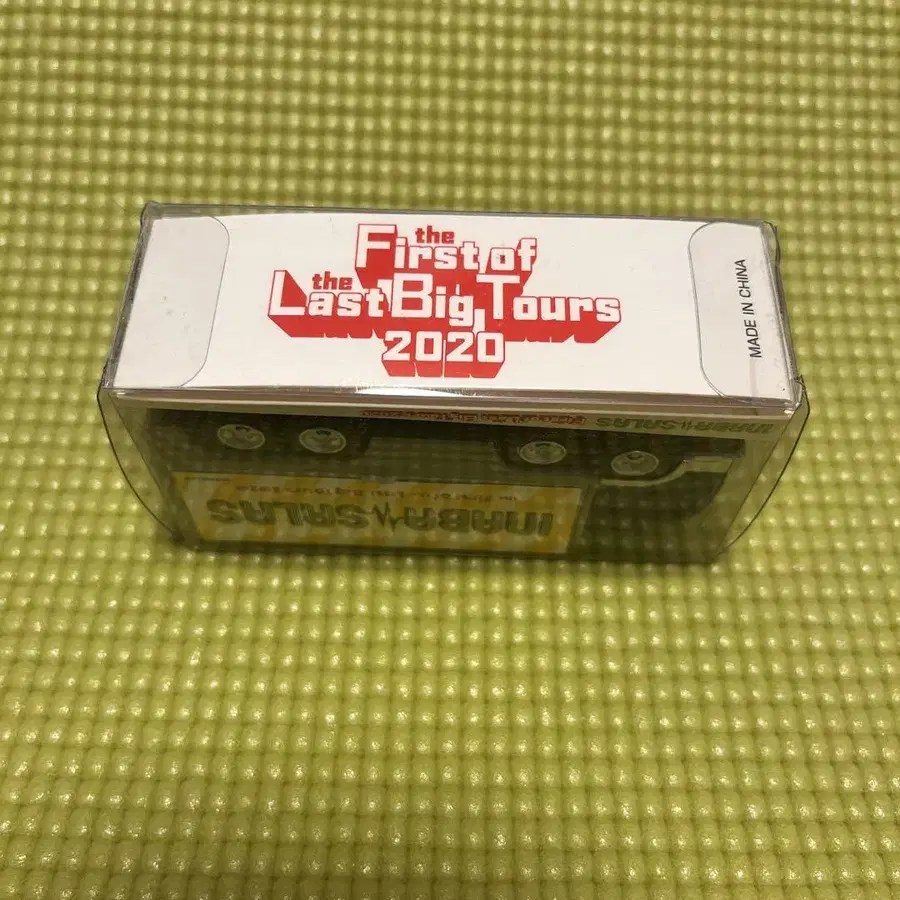 the
First of
the
Last Big Tours
2020
MADE IN CHINA
INABA SALAS
INABA SALAS